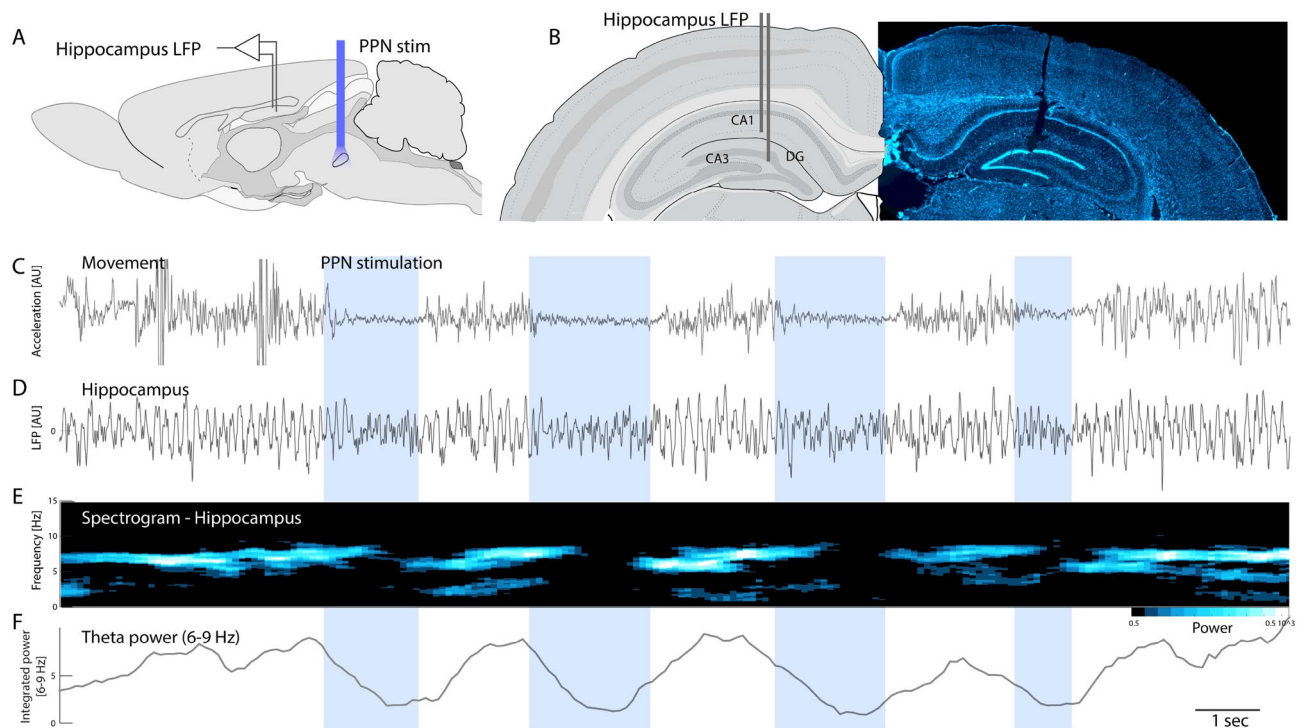 A
Hippocampus LFP
PPN stim
B
Hippocampus LFP
CA1
CA3
DG
C
Movement
PPN stimulation
Acceleration [AU]
D
Hippocampus
LFP [AU]
0
E
Spectrogram - Hippocampus
Frequency [Hz]
15
10
5
0
0.5
Power
0.5 10^3
F
Theta power (6-9 Hz)
Integrated power
[6-9 Hz]
5
0
1 sec